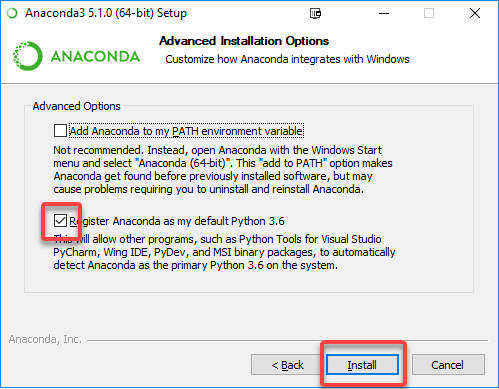 Anaconda3 5.1.0 (64-bit) Setup
ANACONDA
Advanced Installation Options
Customize how Anaconda integrates with Windows
Advanced Options
Add Anaconda to my PATH environment variable
Not recommended. Instead, open Anaconda with the Windows Start
menu and select "Anaconda (64-bit)". This "add to PATH" option makes
Anaconda get found before previously installed software, but may
cause problems requiring you to uninstall and reinstall Anaconda.
Register Anaconda as my default Python 3.6
This will allow other programs, such as Python Tools for Visual Studio
PyCharm, Wing IDE, PyDev, and MSI binary packages, to automatically
detect Anaconda as the primary Python 3.6 on the system.
Anaconda, Inc.
< Back
Install
Cancel